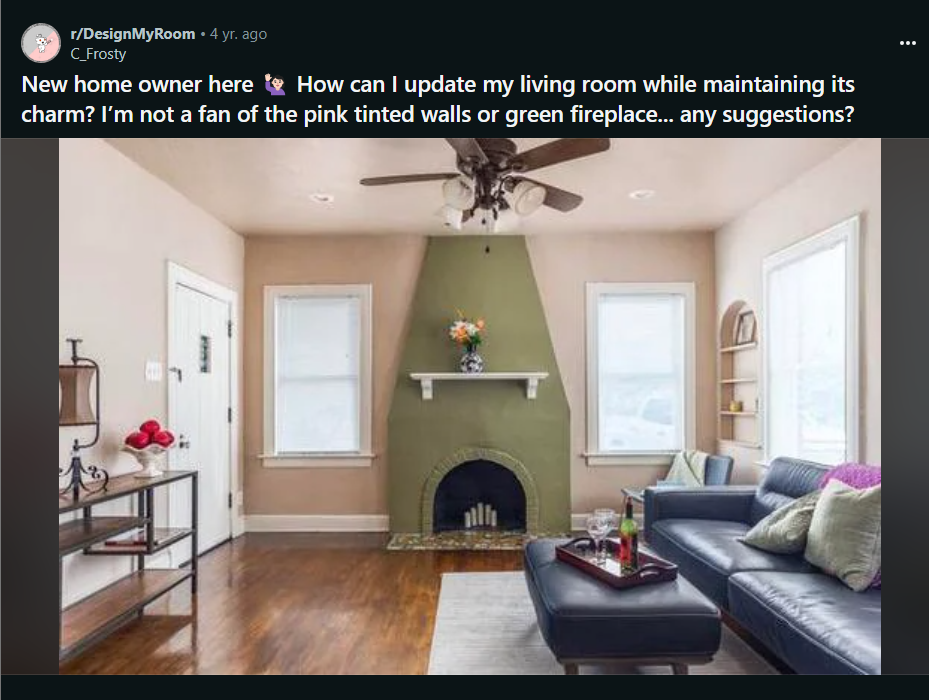 r/DesignMyRoom • 4 yr. ago
C_Frosty
New home owner here 🙋🏻‍♀️ How can I update my living room while maintaining its
charm? I’m not a fan of the pink tinted walls or green fireplace... any suggestions?